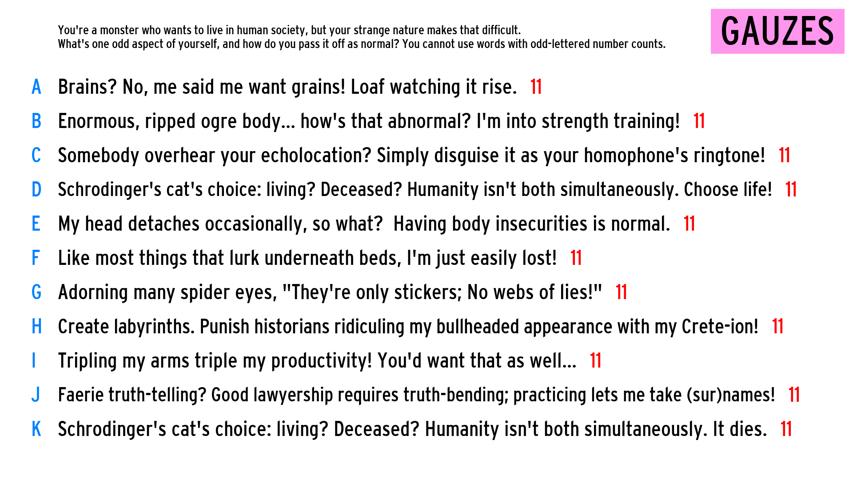 You're a monster who wants to live in human society, but your strange nature makes that difficult.
What's one odd aspect of yourself, and how do you pass it off as normal? You cannot use words with odd-lettered number counts.
GAUZES
A Brains? No, me said me want grains! Loaf watching it rise. 11
B Enormous, ripped ogre body... how's that abnormal? I'm into strength training! 11
C Somebody overhear your echolocation? Simply disguise it as your homophone's ringtone! 11
D Schrodinger's cat's choice: living? Deceased? Humanity isn't both simultaneously. Choose life! 11
E My head detaches occasionally, so what?  Having body insecurities is normal. 11
F Like most things that lurk underneath beds, I'm just easily lost! 11
G Adorning many spider eyes, "They're only stickers; No webs of lies!" 11
H Create labyrinths. Punish historians ridiculing my bullheaded appearance with my Crete-ion! 11
I Tripling my arms triple my productivity! You'd want that as well... 11
J Faerie truth-telling? Good lawyership requires truth-bending; practicing lets me take (sur)names! 11
K Schrodinger's cat's choice: living? Deceased? Humanity isn't both simultaneously. It dies. 11